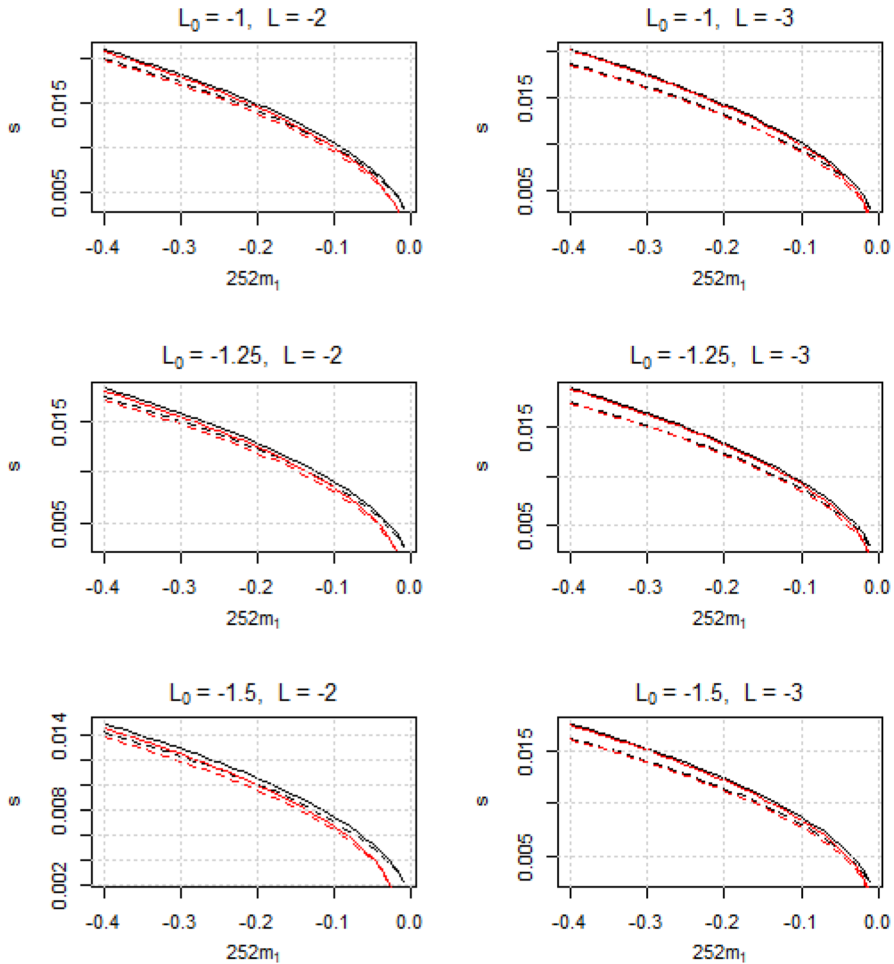 L₀ = -1, L = -2
s
0.005 0.015
-0.4 -0.3 -0.2 -0.1 0.0
252m₁
L₀ = -1, L = -3
s
0.005 0.015
-0.4 -0.3 -0.2 -0.1 0.0
252m₁
L₀ = -1.25, L = -2
s
0.005 0.015
-0.4 -0.3 -0.2 -0.1 0.0
252m₁
L₀ = -1.25, L = -3
s
0.005 0.015
-0.4 -0.3 -0.2 -0.1 0.0
252m₁
L₀ = -1.5, L = -2
s
0.002 0.008 0.014
-0.4 -0.3 -0.2 -0.1 0.0
252m₁
L₀ = -1.5, L = -3
s
0.005 0.015
-0.4 -0.3 -0.2 -0.1 0.0
252m₁